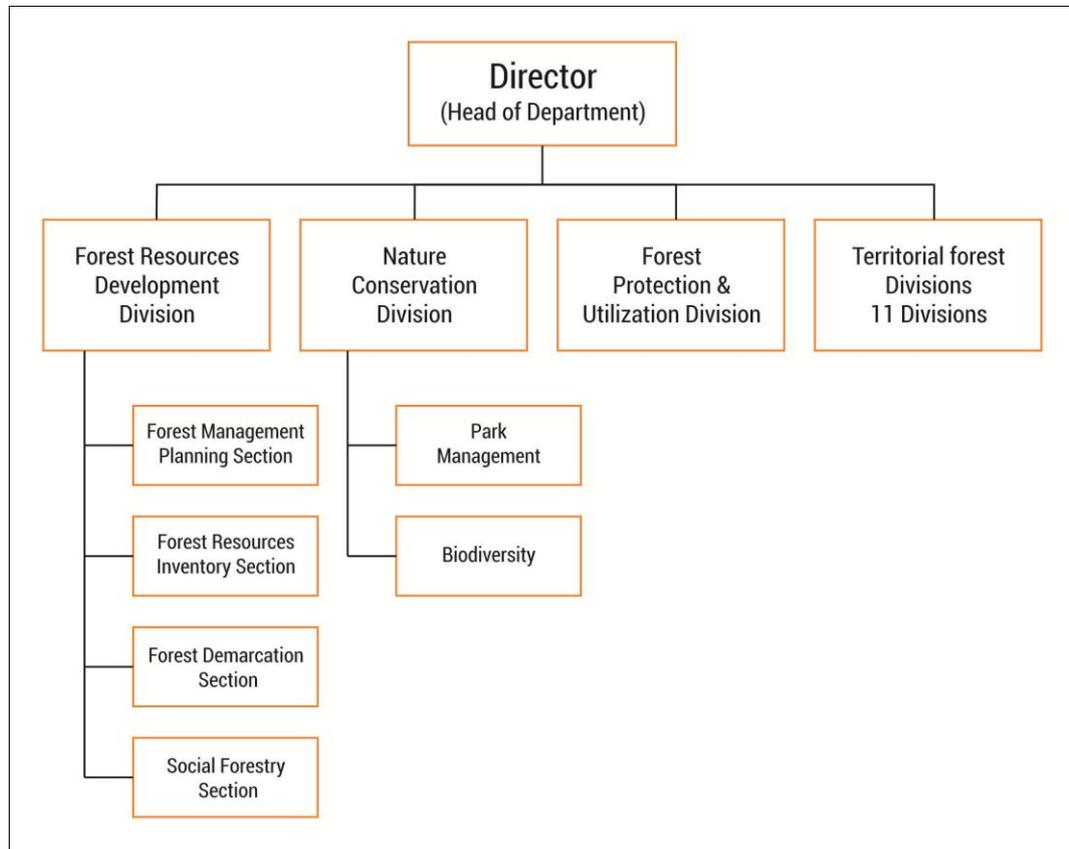 Director
(Head of Department)
Forest Resources
Development
Division
Nature
Conservation
Division
Forest
Protection &
Utilization Division
Territorial forest
Divisions
11 Divisions
Forest Management
Planning Section
Forest Resources
Inventory Section
Forest Demarcation
Section
Social Forestry
Section
Park
Management
Biodiversity